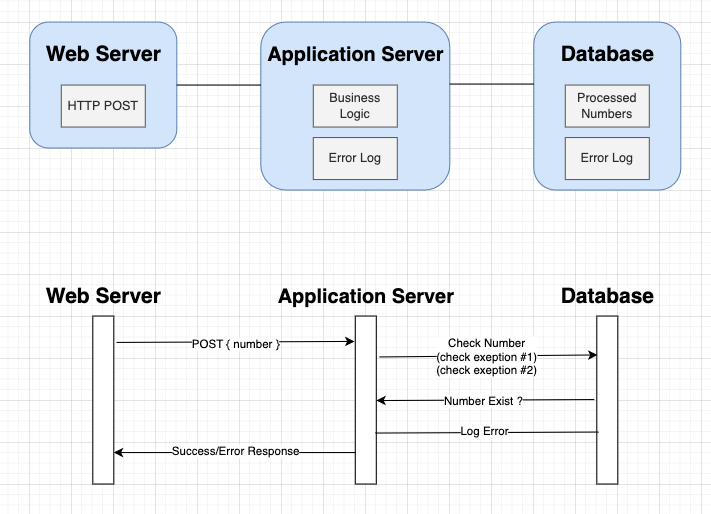 Web Server
HTTP POST
Application Server
Business
Logic
Error Log
Database
Processed
Numbers
Error Log
Web Server
Application Server
Database
POST { number }
Check Number
(check exeption #1)
(check exeption #2)
Number Exist ?
Log Error
Success/Error Response